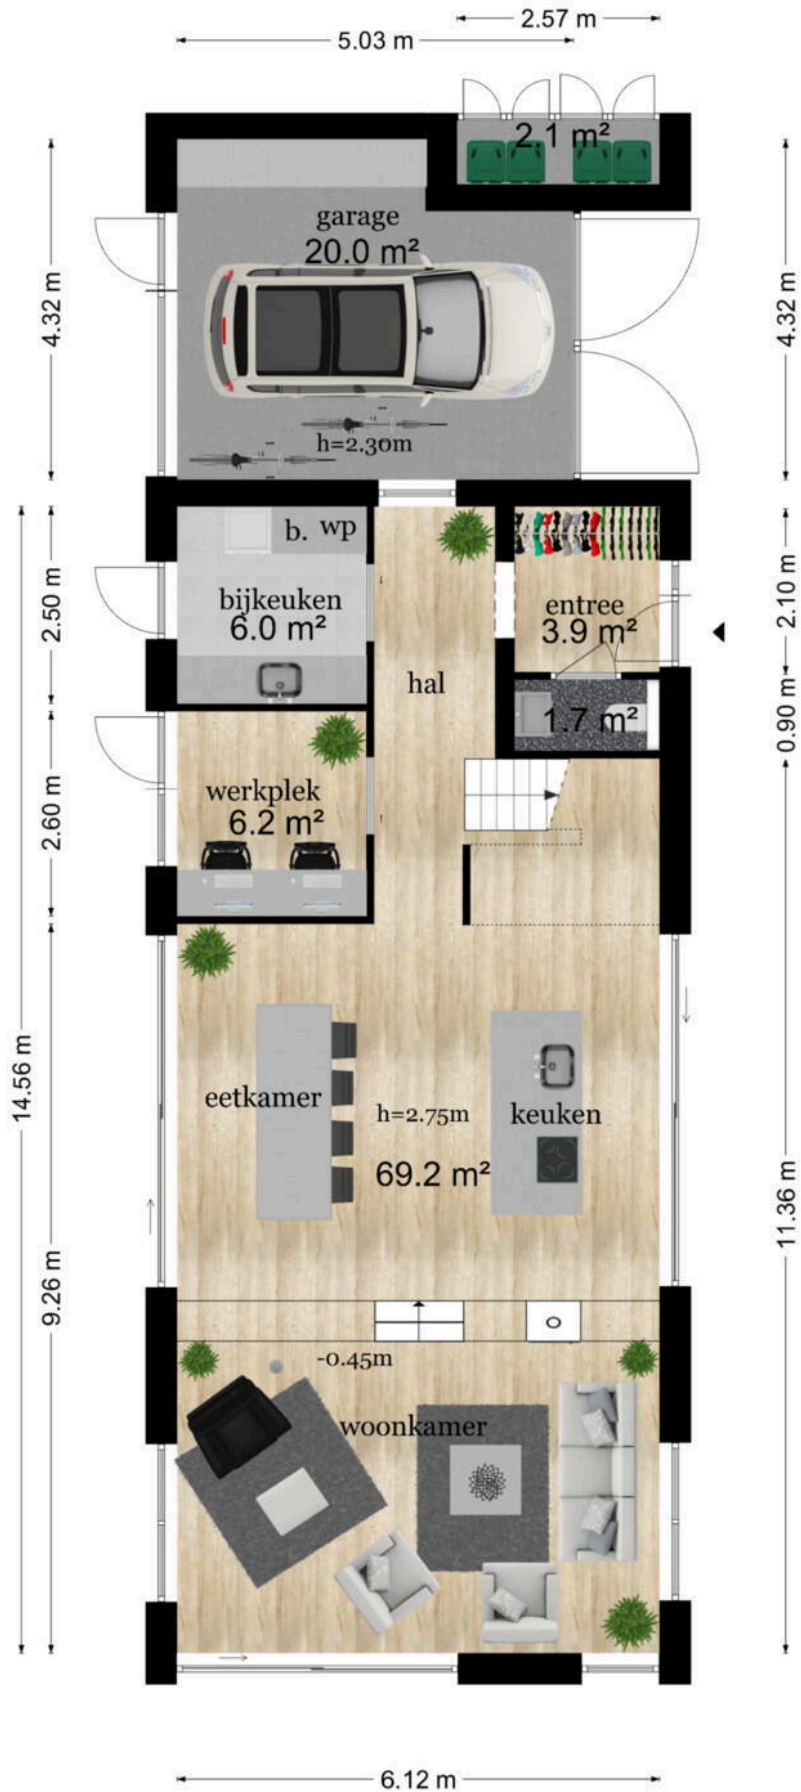 2.57 m
5.03 m
2.1 m²
garage
20.0 m²
4.32 m
4.32 m
h=2.30m
b. wp
bijkeuken
6.0 m²
entree
3.9 m²
2.50 m
2.10 m
hal
1.7 m²
0.90 m
werkplek
6.2 m²
2.60 m
14.56 m
eetkamer
h=2.75m
keuken
69.2 m²
11.36 m
9.26 m
-0.45m
woonkamer
6.12 m